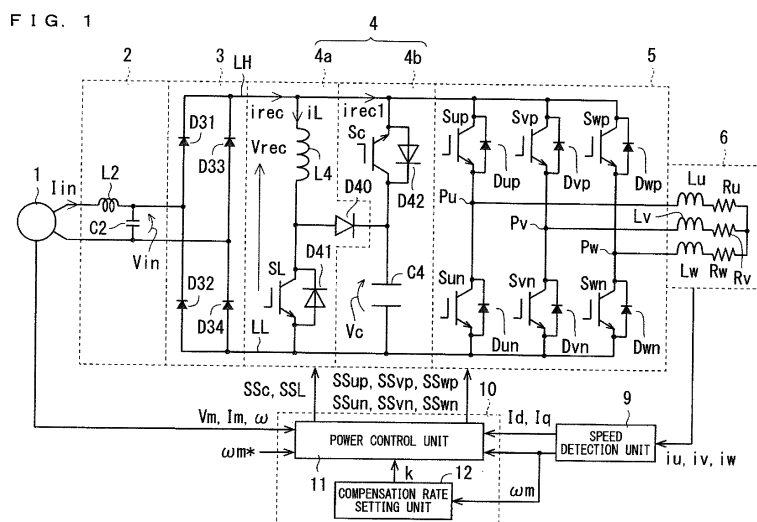 FIG. 1
4
2
3
4a
4b
5
LH
irec
iL
irec1
D31
D33
Vrec
L4
Sc
D42
Sup
Svp
Swp
Dup
Dvp
Dwp
6
1
Iin
L2
C2
Vin
D40
Pu
Pv
Pw
Lu
Ru
Lv
Lw
Rw
Rv
D32
D34
SL
D41
LL
C4
Vc
Sun
Svn
Swn
Dun
Dvn
Dwn
SSc, SSL
SSup, SSvp, SSwp
SSun, SSvn, SSwn
10
9
Vm, Im, ω
Id, Iq
POWER CONTROL UNIT
SPEED
DETECTION UNIT
iu, iv, iw
ωm*
11
k
12
ωm
COMPENSATION RATE
SETTING UNIT